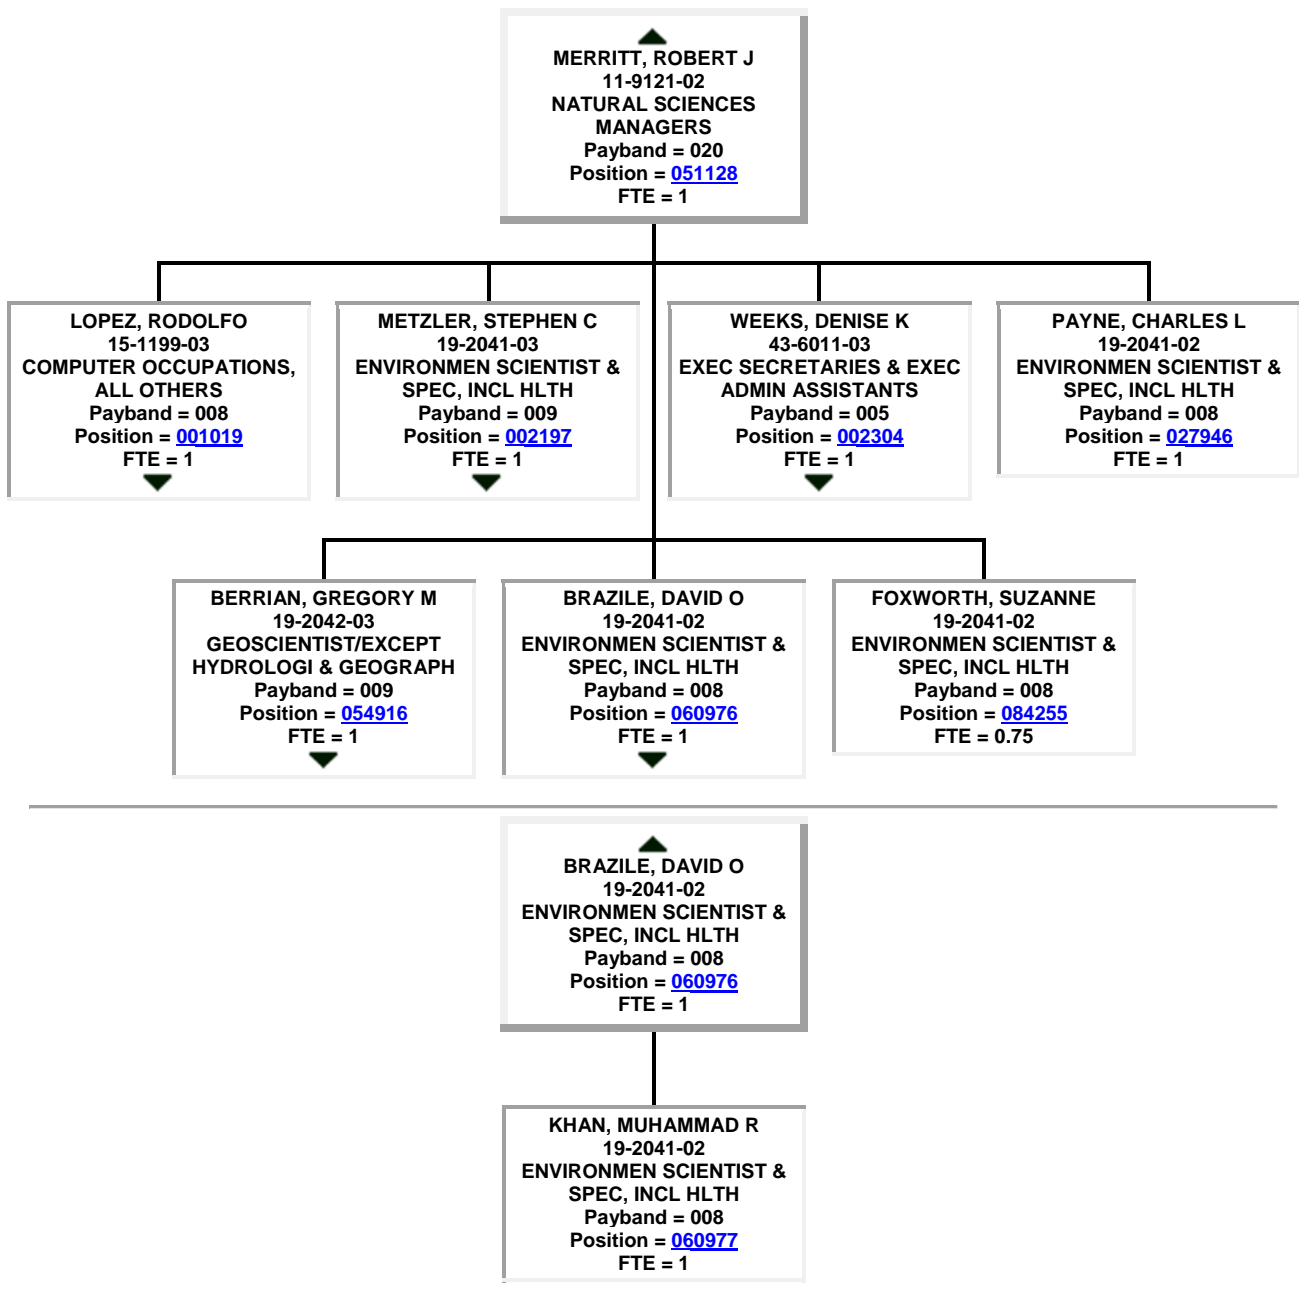 MERRITT, ROBERT J
11-9121-02
NATURAL SCIENCES
MANAGERS
Payband = 020
Position = 051128
FTE = 1
LOPEZ, RODOLFO
15-1199-03
COMPUTER OCCUPATIONS,
ALL OTHERS
Payband = 008
Position = 001019
FTE = 1
METZLER, STEPHEN C
19-2041-03
ENVIRONMEN SCIENTIST &
SPEC, INCL HLTH
Payband = 009
Position = 002197
FTE = 1
WEEKS, DENISE K
43-6011-03
EXEC SECRETARIES & EXEC
ADMIN ASSISTANTS
Payband = 005
Position = 002304
FTE = 1
PAYNE, CHARLES L
19-2041-02
ENVIRONMEN SCIENTIST &
SPEC, INCL HLTH
Payband = 008
Position = 027946
FTE = 1
BERRIAN, GREGORY M
19-2042-03
GEOSCIENTIST/EXCEPT
HYDROLOGI & GEOGRAPH
Payband = 009
Position = 054916
FTE = 1
BRAZILE, DAVID O
19-2041-02
ENVIRONMEN SCIENTIST &
SPEC, INCL HLTH
Payband = 008
Position = 060976
FTE = 1
FOXWORTH, SUZANNE
19-2041-02
ENVIRONMEN SCIENTIST &
SPEC, INCL HLTH
Payband = 008
Position = 084255
FTE = 0.75
BRAZILE, DAVID O
19-2041-02
ENVIRONMEN SCIENTIST &
SPEC, INCL HLTH
Payband = 008
Position = 060976
FTE = 1
KHAN, MUHAMMAD R
19-2041-02
ENVIRONMEN SCIENTIST &
SPEC, INCL HLTH
Payband = 008
Position = 060977
FTE = 1